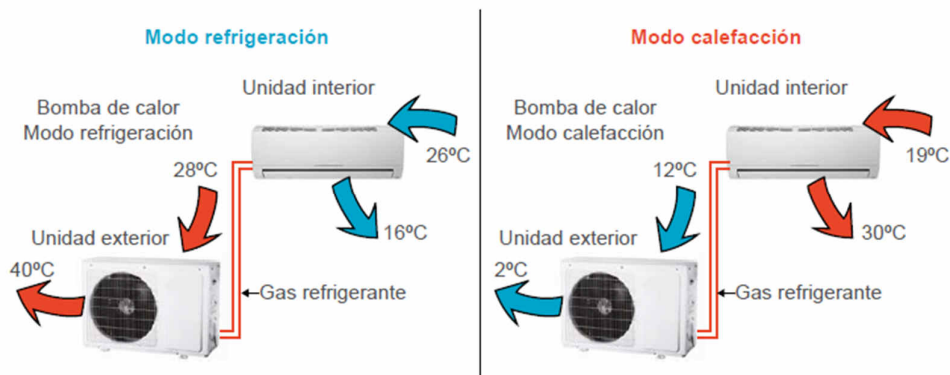 Modo refrigeración
Unidad interior
Bomba de calor
Modo refrigeración
26ºC
28ºC
16ºC
Unidad exterior
40ºC
←Gas refrigerante
Modo calefacción
Unidad interior
Bomba de calor
Modo calefacción
19ºC
12ºC
30ºC
Unidad exterior
2ºC
←Gas refrigerante